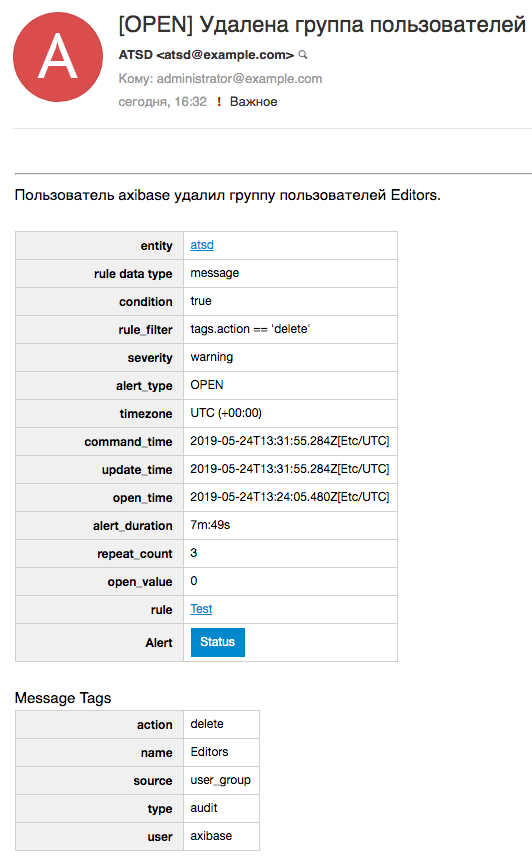 A
[OPEN] Удалена группа пользователей
ATSD <atsd@example.com>
Кому: administrator@example.com
сегодня, 16:32 ! Важное
Пользователь axibase удалил группу пользователей Editors.
entity atsd
rule data type message
condition true
rule_filter tags.action == 'delete'
severity warning
alert_type OPEN
timezone UTC (+00:00)
command_time 2019-05-24T13:31:55.284Z[Etc/UTC]
update_time 2019-05-24T13:31:55.284Z[Etc/UTC]
open_time 2019-05-24T13:24:05.480Z[Etc/UTC]
alert_duration 7m:49s
repeat_count 3
open_value 0
rule Test
Alert Status
Message Tags
action delete
name Editors
source user_group
type audit
user axibase